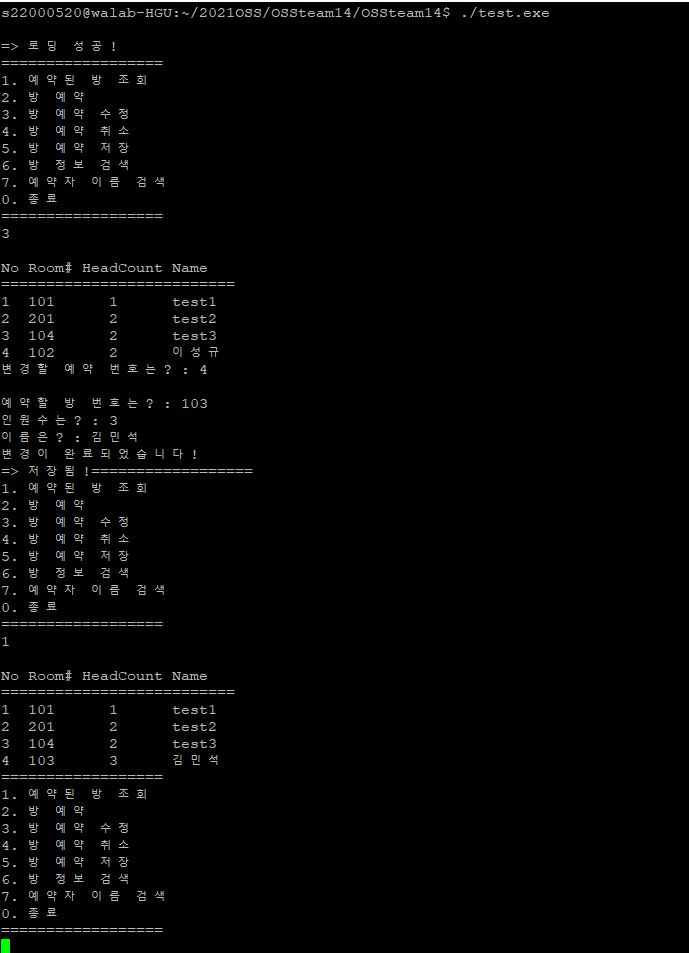 s22000520@walab-HGU:~/2021OSS/OSSteam14/OSSteam14$ ./test.exe
=> 로딩 성공!
==================
1. 예약된 방 조회
2. 방 예약
3. 방 예약 수정
4. 방 예약 취소
5. 방 예약 저장
6. 방 정보 검색
7. 예약자 이름 검색
0. 종료
==================
3
No Room# HeadCount Name
==========================
1 101 1 test1
2 201 2 test2
3 104 2 test3
4 102 2 이성규
변경할 예약 번호는? : 4
예약할 방 번호는? : 103
인원수는? : 3
이름은? : 김민석
변경이 완료되었습니다!
=> 저장됨!==================
1. 예약된 방 조회
2. 방 예약
3. 방 예약 수정
4. 방 예약 취소
5. 방 예약 저장
6. 방 정보 검색
7. 예약자 이름 검색
0. 종료
==================
1
No Room# HeadCount Name
==========================
1 101 1 test1
2 201 2 test2
3 104 2 test3
4 103 3 김민석
==================
1. 예약된 방 조회
2. 방 예약
3. 방 예약 수정
4. 방 예약 취소
5. 방 예약 저장
6. 방 정보 검색
7. 예약자 이름 검색
0. 종료
==================